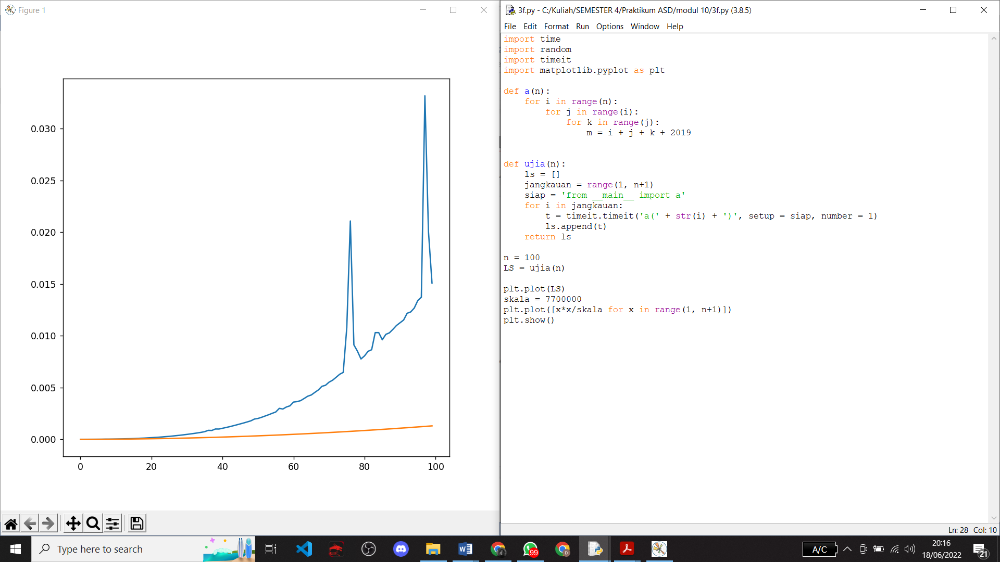 Figure 1
0.030
0.025
0.020
0.015
0.010
0.005
0.000
0 20 40 60 80 100
3f.py - C:/Kuliah/SEMESTER 4/Praktikum ASD/modul 10/3f.py (3.8.5)
File Edit Format Run Options Window Help
import time
import random
import timeit
import matplotlib.pyplot as plt
def a(n):
    for i in range(n):
        for j in range(i):
            for k in range(j):
                m = i + j + k + 2019
def ujia(n):
    ls = []
    jangkauan = range(1, n+1)
    siap = 'from __main__ import a'
    for i in jangkauan:
        t = timeit.timeit('a(' + str(i) + ')', setup = siap, number = 1)
        ls.append(t)
    return ls
n = 100
LS = ujia(n)
plt.plot(LS)
skala = 7700000
plt.plot([x*x/skala for x in range(1, n+1)])
plt.show()
Ln: 28 Col: 10
Type here to search
99
D
A/C
20:16
18/06/2022
21